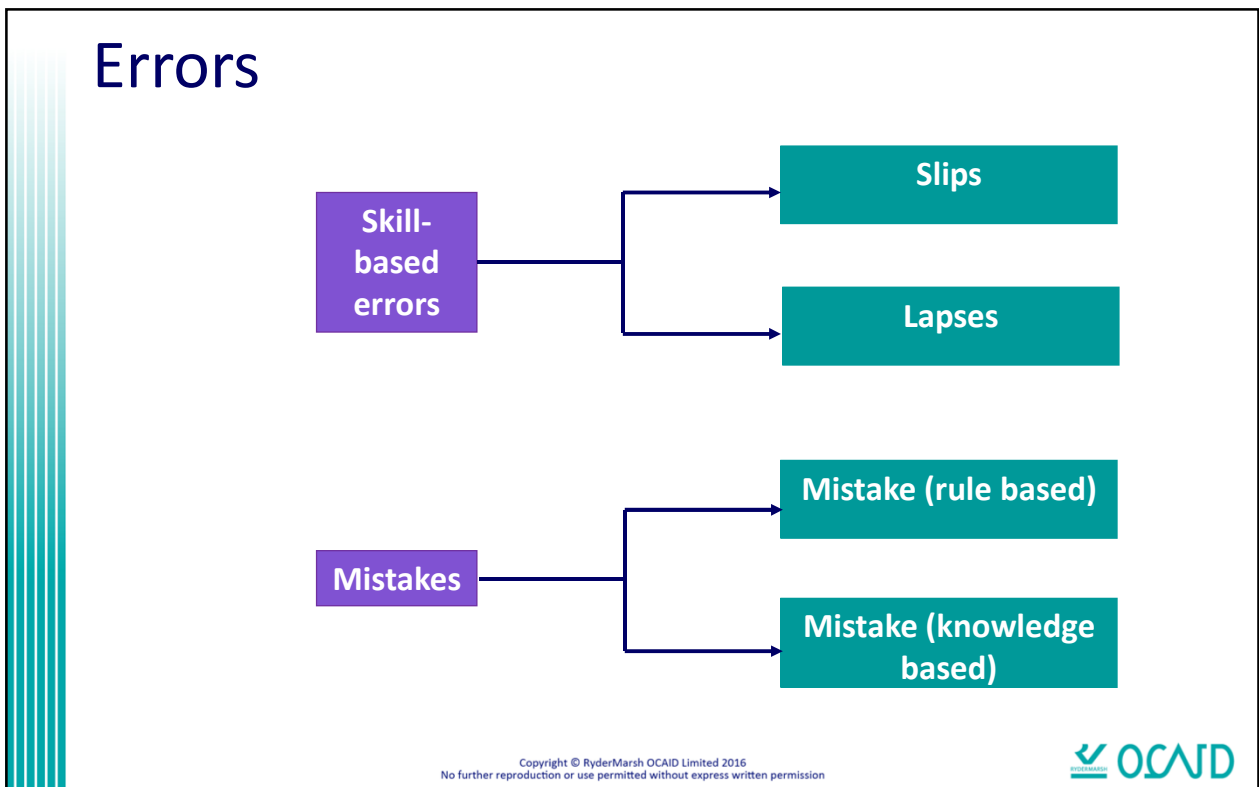 Errors
Skill-
based
errors
Slips
Lapses
Mistakes
Mistake (rule based)
Mistake (knowledge
based)
Copyright © RyderMarsh OCAID Limited 2016
No further reproduction or use permitted without express written permission
RYDERMARSH
OCAID